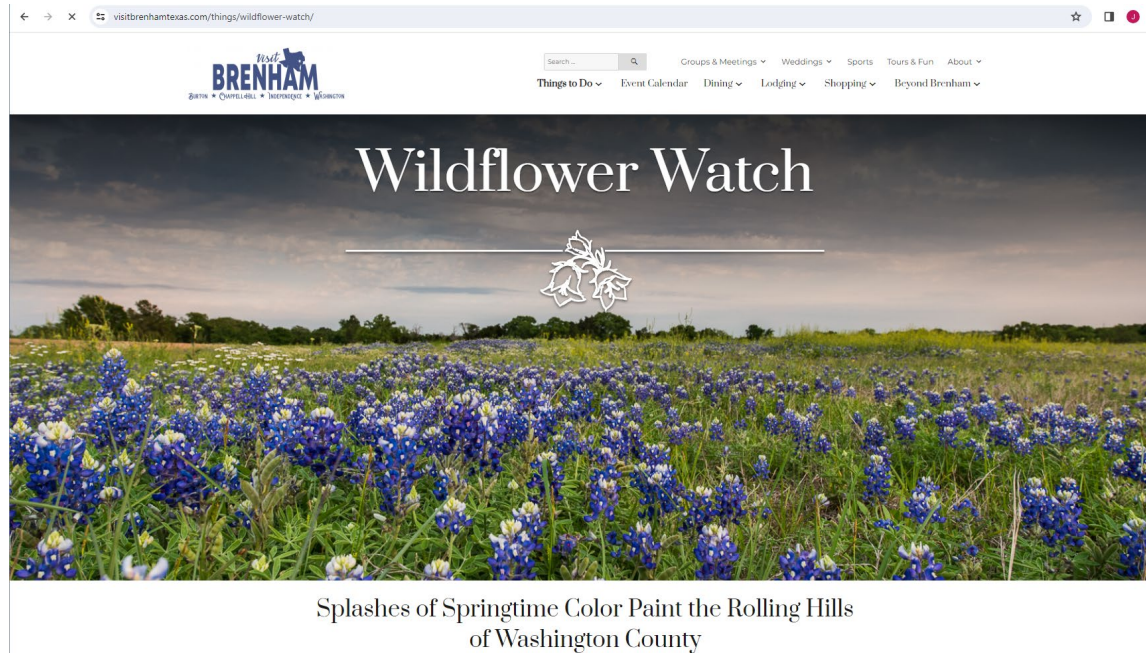 visitbrenhamtexas.com/things/wildflower-watch/
J
Visit
BRENHAM
BURTON ★ CHAPPELL HILL ★ INDEPENDENCE ★ WASHINGTON
Search ...
Groups & Meetings Weddings Sports Tours & Fun About
Things to Do Event Calendar Dining Lodging Shopping Beyond Brenham
Wildflower Watch
Splashes of Springtime Color Paint the Rolling Hills
of Washington County